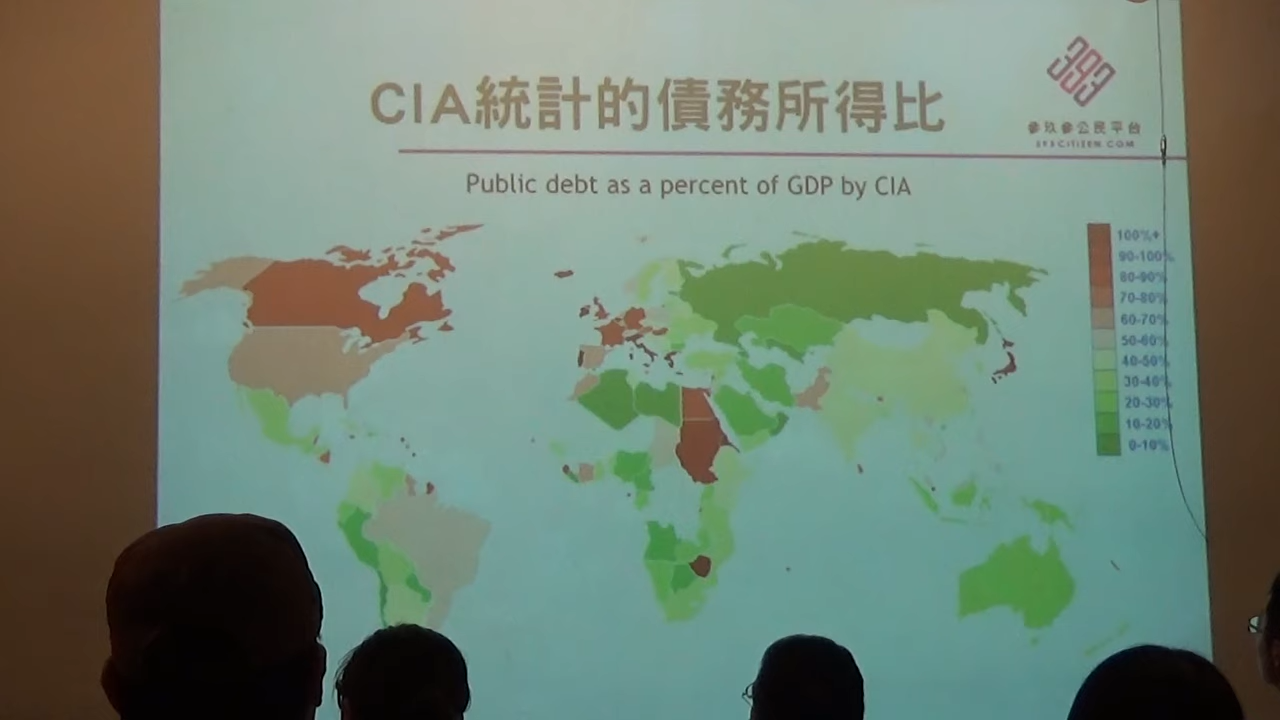 CIA統計的債務所得比
參玖參公民平台
393CITIZEN.COM
Public debt as a percent of GDP by CIA
100%+
90-100%
80-90%
70-80%
60-70%
50-60%
40-50%
30-40%
20-30%
10-20%
0-10%